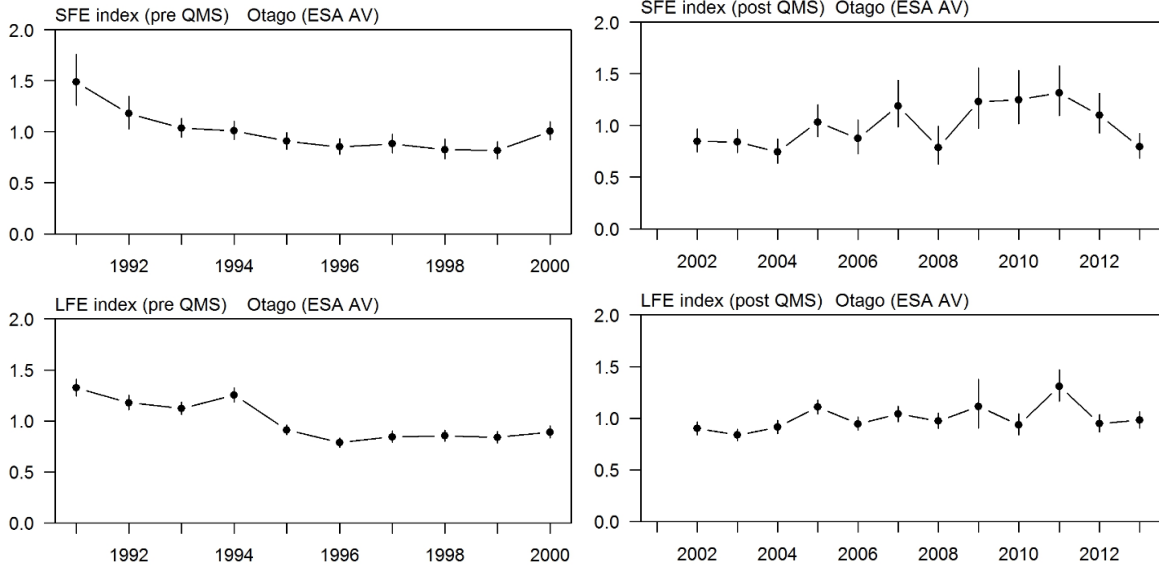 SFE index (pre QMS) Otago (ESA AV)
2.0
1.5
1.0
0.5
0.0
1992 1994 1996 1998 2000
SFE index (post QMS) Otago (ESA AV)
2.0
1.5
1.0
0.5
0.0
2002 2004 2006 2008 2010 2012
LFE index (pre QMS) Otago (ESA AV)
2.0
1.5
1.0
0.5
0.0
1992 1994 1996 1998 2000
LFE index (post QMS) Otago (ESA AV)
2.0
1.5
1.0
0.5
0.0
2002 2004 2006 2008 2010 2012